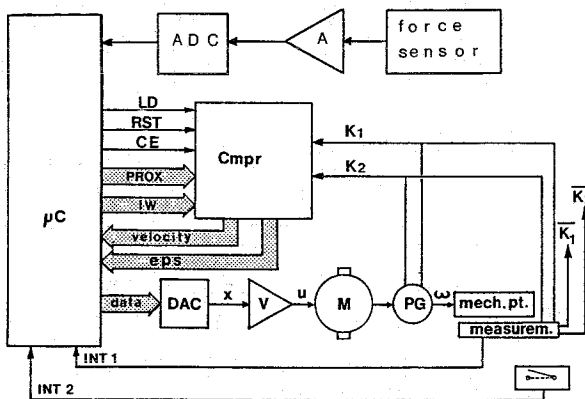 force
sensor
A
ADC
LD
RST
CE
PROX
IW
Cmpr
K1
K2
µC
velocity
eps
data
DAC
x
V
u
M
PG
ω
mech. pt.
measurem.
K̅1
K̅
INT 1
INT 2